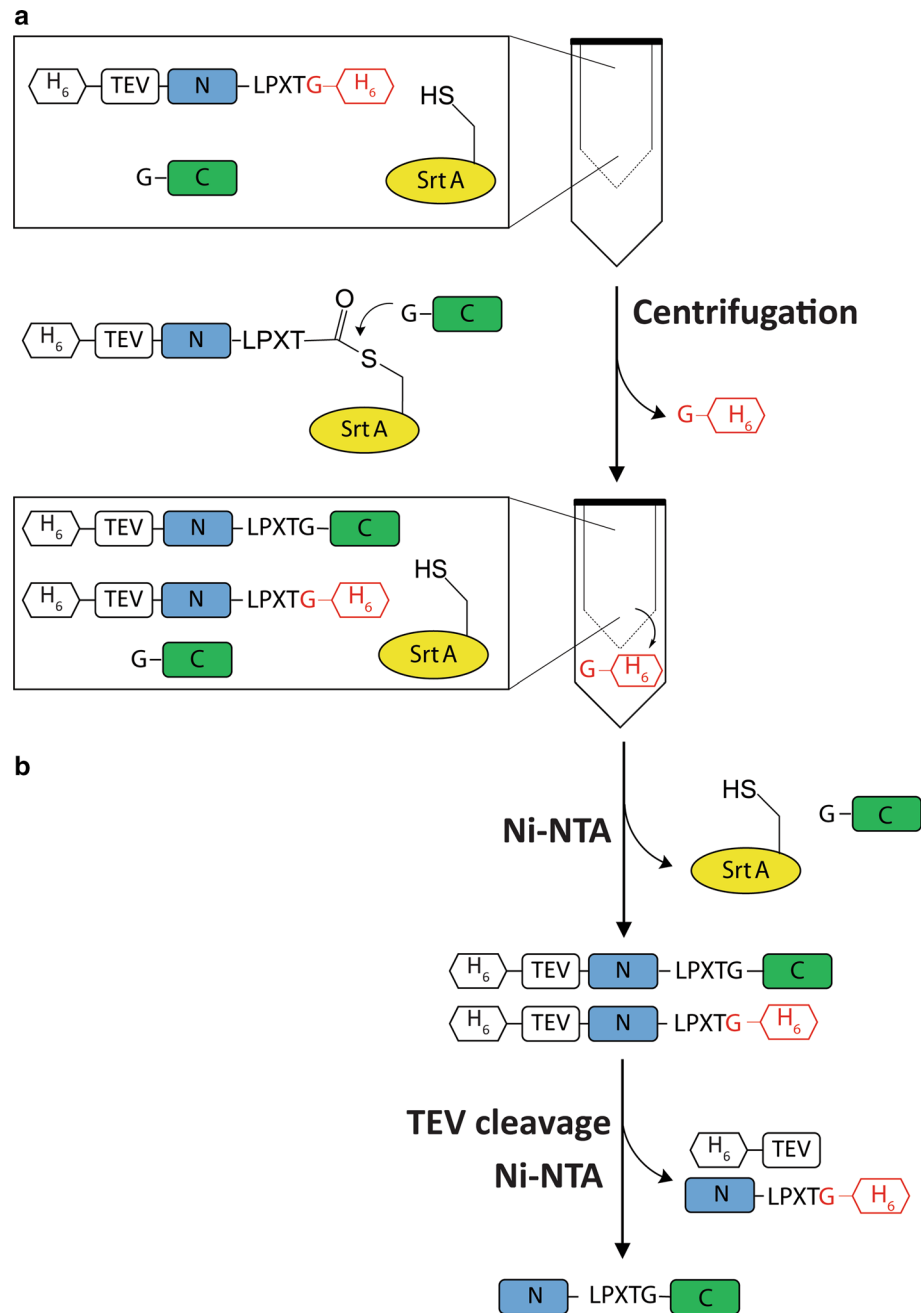 a
H6 TEV N LPXTG H6
HS
G C
Srt A
Centrifugation
O
G C
H6 TEV N LPXT
S
Srt A
G H6
H6 TEV N LPXTG C
HS
H6 TEV N LPXTG H6
G C
Srt A
G H6
b
Ni-NTA
HS
G C
Srt A
H6 TEV N LPXTG C
H6 TEV N LPXTG H6
TEV cleavage
Ni-NTA
H6 TEV
N LPXTG H6
N LPXTG C